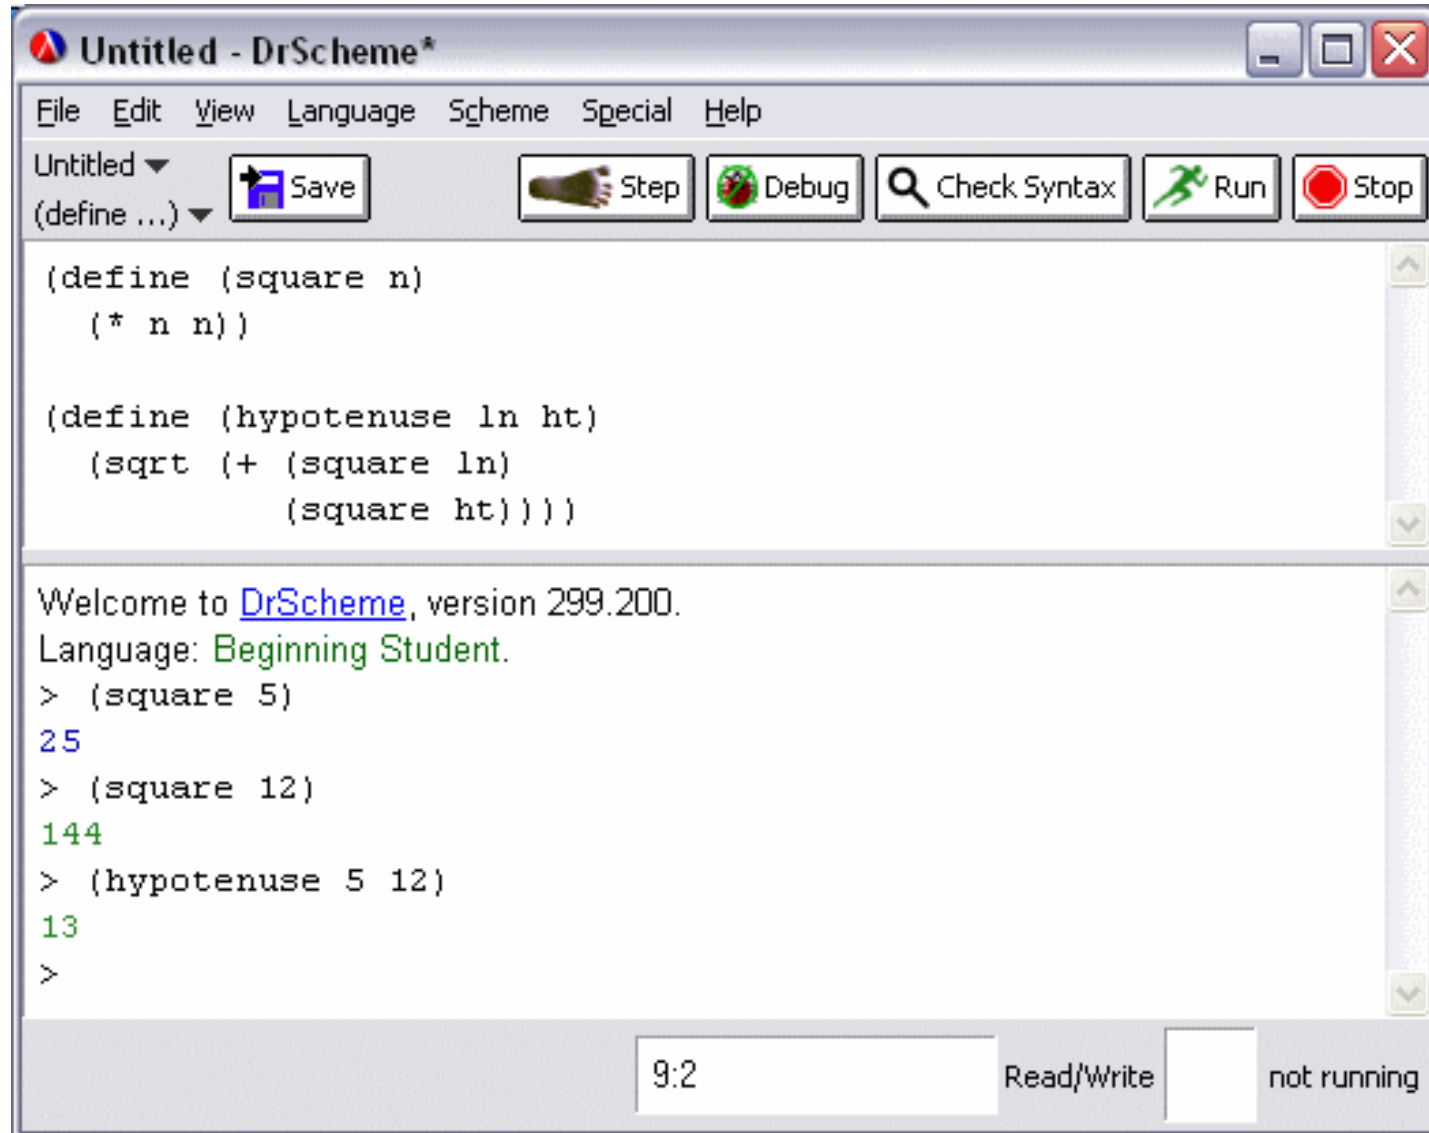 Untitled - DrScheme*
File Edit View Language Scheme Special Help
Untitled
(define ...)
Save Step Debug Check Syntax Run Stop
(define (square n)
  (* n n))
(define (hypotenuse ln ht)
  (sqrt (+ (square ln)
           (square ht))))
Welcome to DrScheme, version 299.200.
Language: Beginning Student.
> (square 5)
25
> (square 12)
144
> (hypotenuse 5 12)
13
>
9:2 Read/Write not running